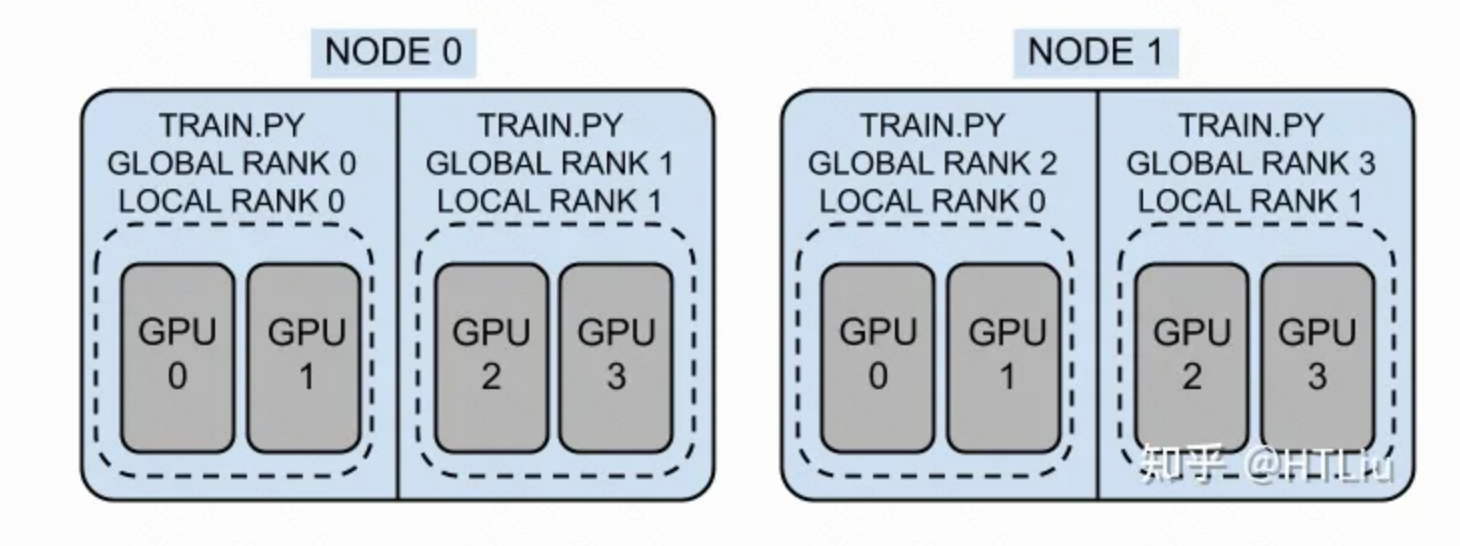 NODE 0
TRAIN.PY
GLOBAL RANK 0
LOCAL RANK 0
GPU
0
GPU
1
TRAIN.PY
GLOBAL RANK 1
LOCAL RANK 1
GPU
2
GPU
3
NODE 1
TRAIN.PY
GLOBAL RANK 2
LOCAL RANK 0
GPU
0
GPU
1
TRAIN.PY
GLOBAL RANK 3
LOCAL RANK 1
GPU
2
GPU
3
知乎 @HTLiu